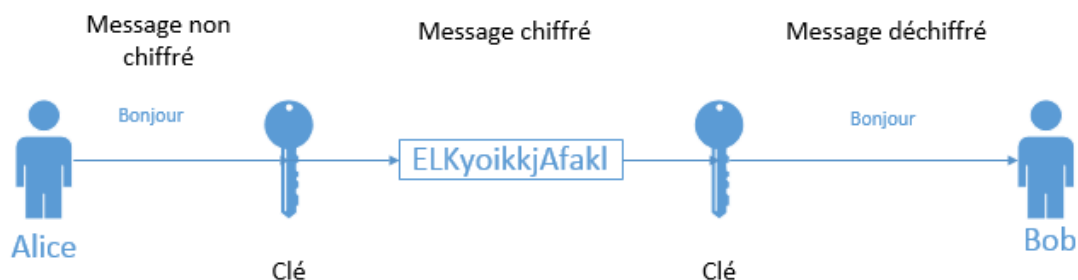 Message non
chiffré
Message chiffré
Message déchiffré
Bonjour
Bonjour
ELKyoikkjAfakl
Alice
Bob
Clé
Clé